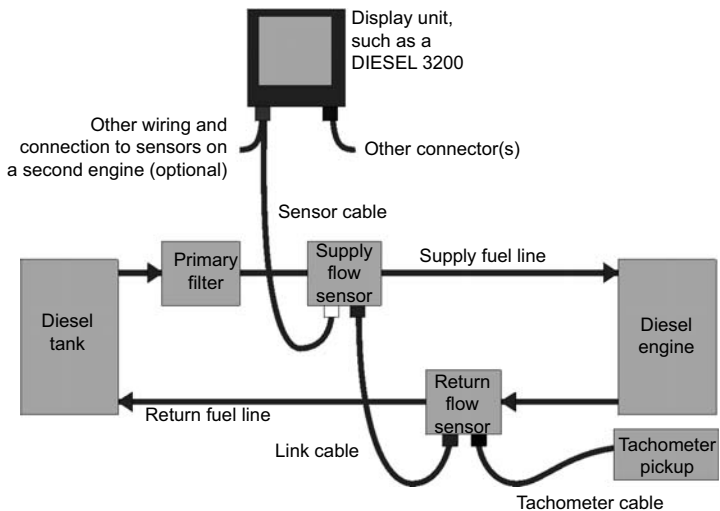 Display unit,
such as a
DIESEL 3200
Other wiring and
connection to sensors on
a second engine (optional)
Other connector(s)
Sensor cable
Primary
filter
Supply
flow
sensor
Supply fuel line
Diesel
tank
Diesel
engine
Return fuel line
Return
flow
sensor
Link cable
Tachometer
pickup
Tachometer cable